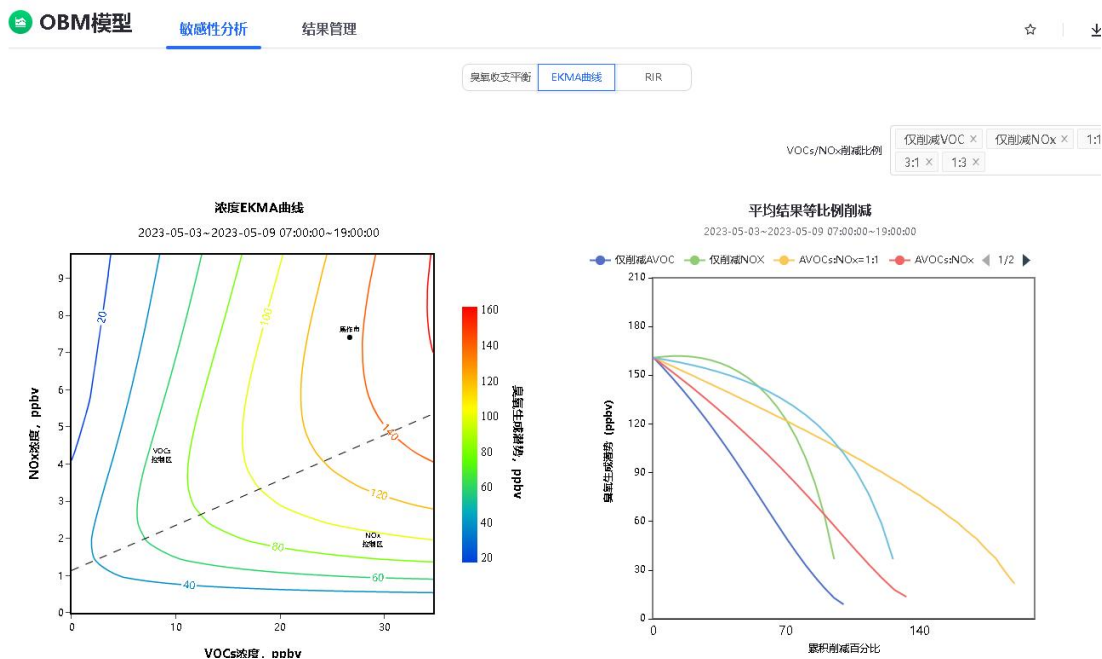 OBM模型 敏感性分析 结果管理
臭氧收支平衡 EKMA曲线 RIR
VOCs/NOx削减比例 仅削减VOC × 仅削减NOx × 1:1
3:1 × 1:3 ×
浓度EKMA曲线
2023-05-03~2023-05-09 07:00:00~19:00:00
NOx浓度，ppbv
9
8
7
6
5
4
3
2
1
0
0 10 20 30
VOCs浓度，ppbv
20
100
焦作市
140
VOCs
控制区
120
NOx
控制区
80
60
40
160
140
120
100
80
60
40
20
臭氧生成潜势，ppbv
平均结果等比例削减
2023-05-03~2023-05-09 07:00:00~19:00:00
仅削减AVOC 仅削减NOX AVOCs:NOx=1:1 AVOCs:NOx 1/2
臭氧生成潜势 (ppbv)
210
180
150
120
90
60
30
0
0 70 140
累积削减百分比